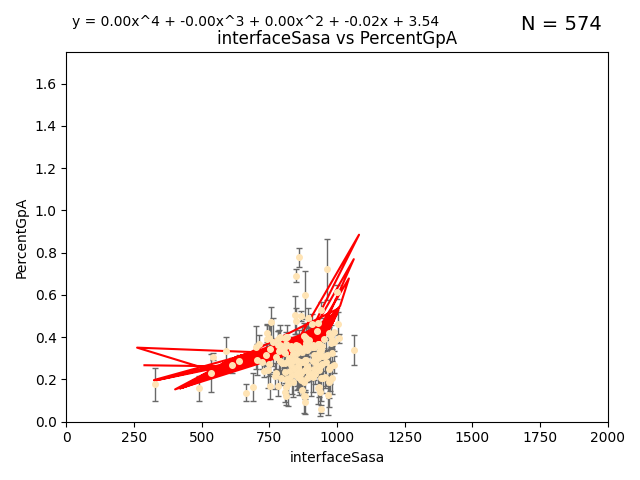 y = 0.00x^4 + -0.00x^3 + 0.00x^2 + -0.02x + 3.54
N = 574
interfaceSasa vs PercentGpA
PercentGpA
1.6
1.4
1.2
1.0
0.8
0.6
0.4
0.2
0.0
0 250 500 750 1000 1250 1500 1750 2000
interfaceSasa